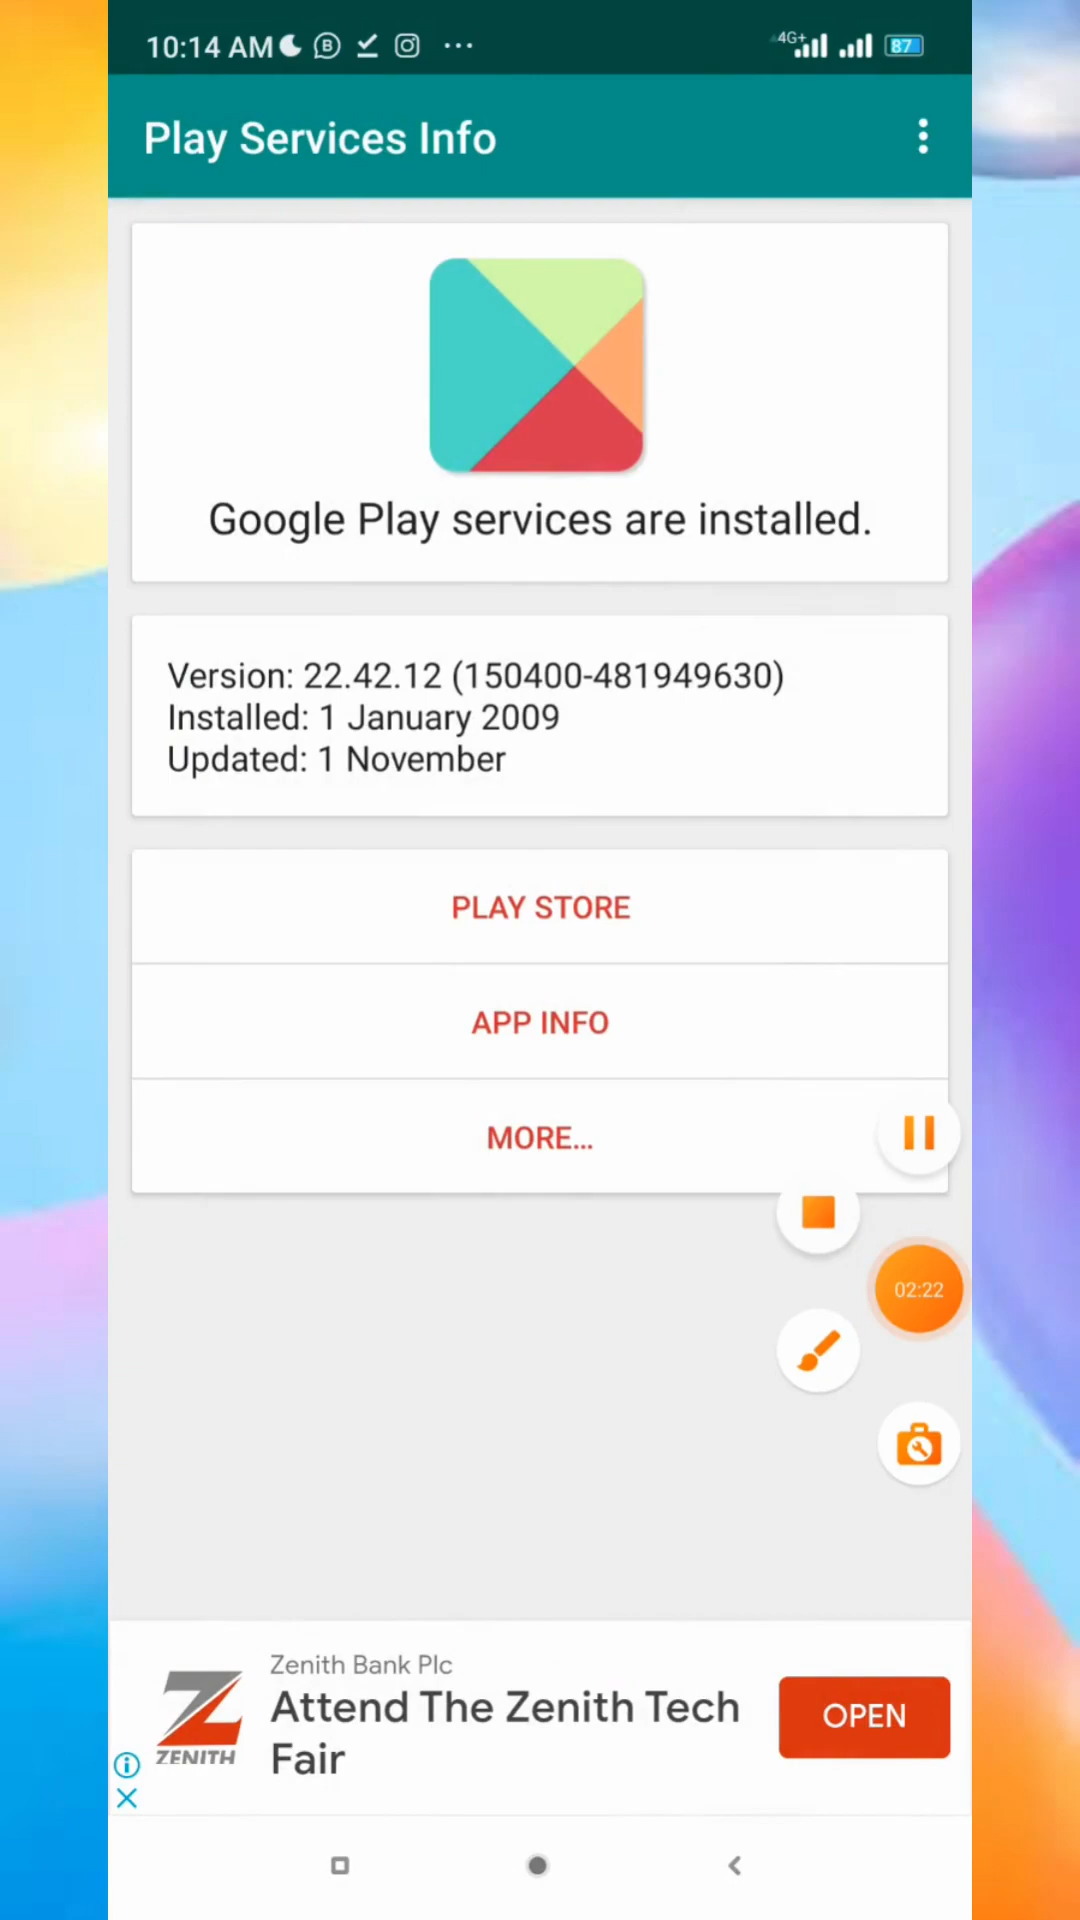 10:14 AM
4G+
87
Play Services Info
Google Play services are installed.
Version: 22.42.12 (150400-481949630)
Installed: 1 January 2009
Updated: 1 November
PLAY STORE
APP INFO
MORE...
02:22
Zenith Bank Plc
Attend The Zenith Tech
Fair
OPEN
ZENITH